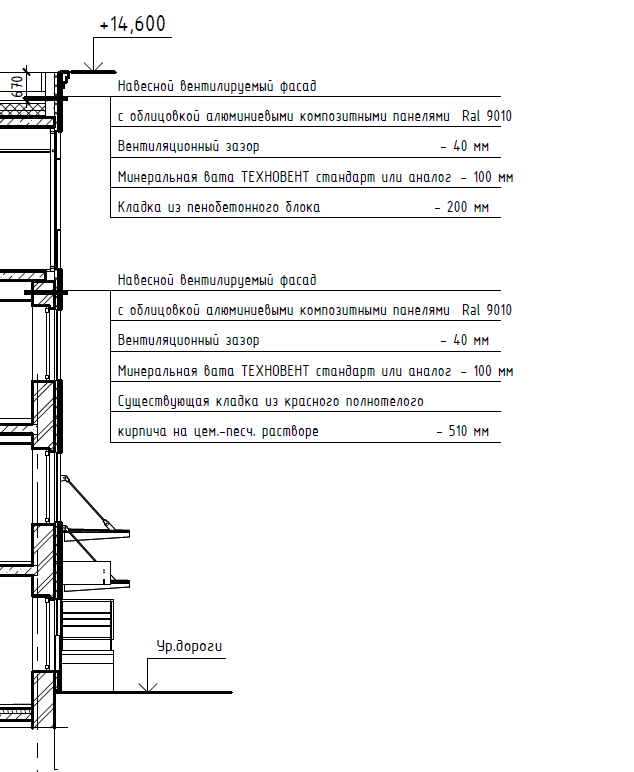 +14,600
670
Навесной вентилируемый фасад
с облицовкой алюминиевыми композитными панелями Ral 9010
Вентиляционный зазор - 40 мм
Минеральная вата ТЕХНОВЕНТ стандарт или аналог - 100 мм
Кладка из пенобетонного блока - 200 мм
Навесной вентилируемый фасад
с облицовкой алюминиевыми композитными панелями Ral 9010
Вентиляционный зазор - 40 мм
Минеральная вата ТЕХНОВЕНТ стандарт или аналог - 100 мм
Существующая кладка из красного полнотелого
кирпича на цем.-песч. растворе - 510 мм
Ур.дороги